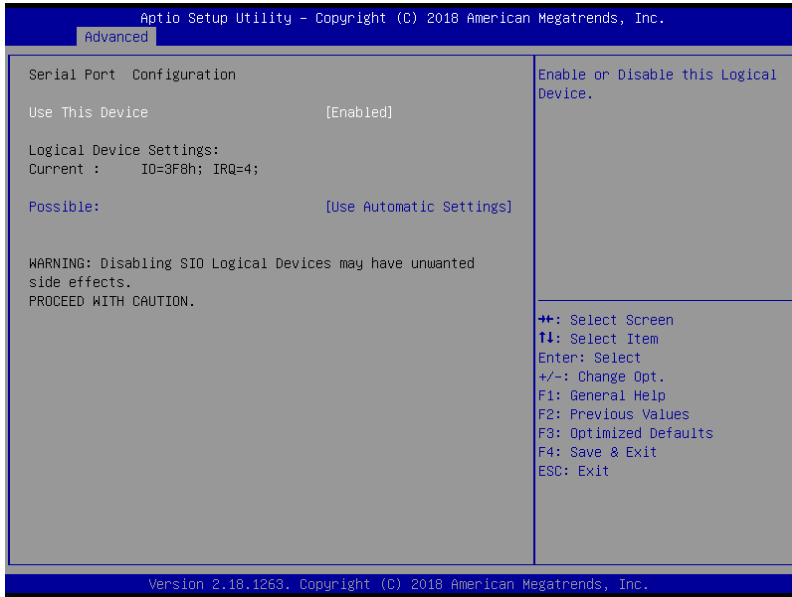 Aptio Setup Utility – Copyright (C) 2018 American Megatrends, Inc.
Advanced
Serial Port  Configuration
Use This Device [Enabled]
Logical Device Settings:
Current : IO=3F8h; IRQ=4;
Possible: [Use Automatic Settings]
WARNING: Disabling SIO Logical Devices may have unwanted
side effects.
PROCEED WITH CAUTION.
Enable or Disable this Logical
Device.
→←: Select Screen
↑↓: Select Item
Enter: Select
+/-: Change Opt.
F1: General Help
F2: Previous Values
F3: Optimized Defaults
F4: Save & Exit
ESC: Exit
Version 2.18.1263. Copyright (C) 2018 American Megatrends, Inc.